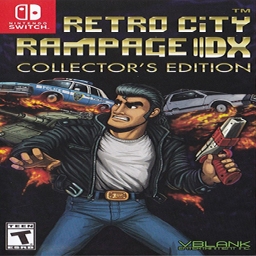 NINTENDO
SWITCH
RETRO CITY
RAMPAGE DX
TM
COLLECTOR'S EDITION
T
TEEN
ESRB
VBLANK